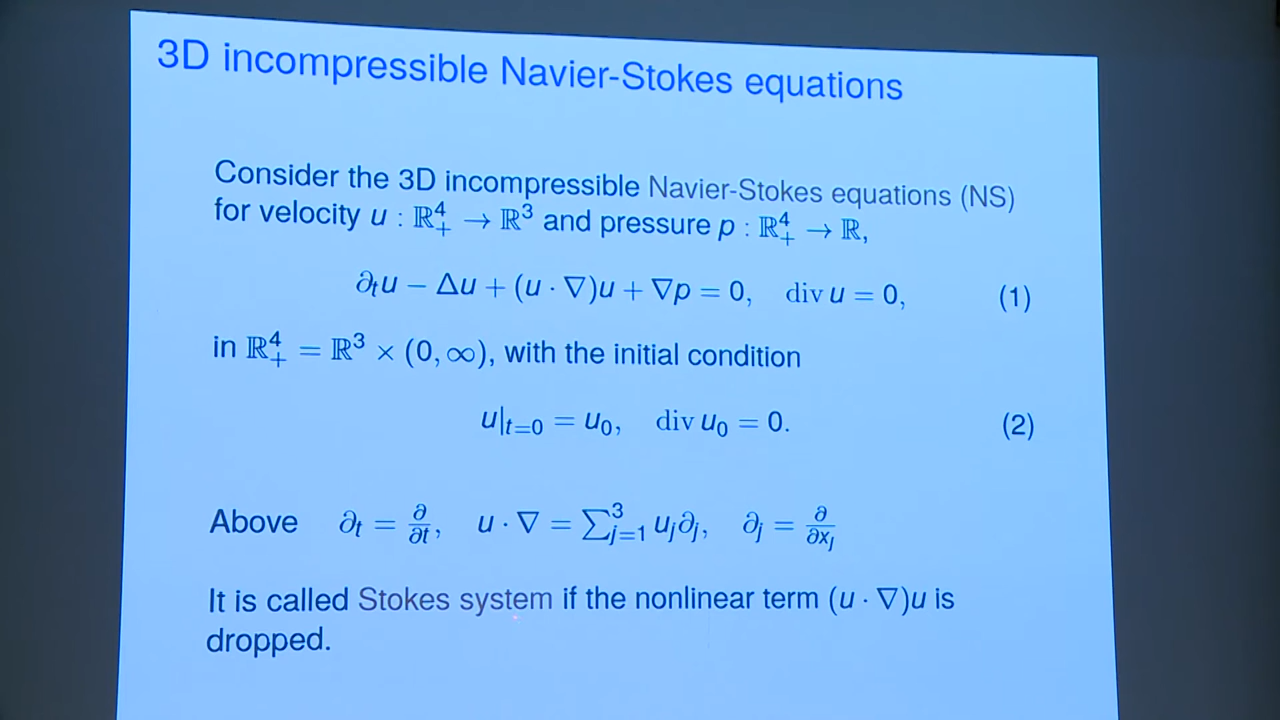 3D incompressible Navier-Stokes equations
Consider the 3D incompressible Navier-Stokes equations (NS)
for velocity u : ℝ⁴₊ → ℝ³ and pressure p : ℝ⁴₊ → ℝ,
∂ₜu − Δu + (u · ∇)u + ∇p = 0, div u = 0, (1)
in ℝ⁴₊ = ℝ³ × (0, ∞), with the initial condition
u|ₜ₌₀ = u₀, div u₀ = 0. (2)
Above ∂ₜ = ∂/∂t, u · ∇ = ∑³ⱼ₌₁ uⱼ∂ⱼ, ∂ⱼ = ∂/∂xⱼ
It is called Stokes system if the nonlinear term (u · ∇)u is
dropped.